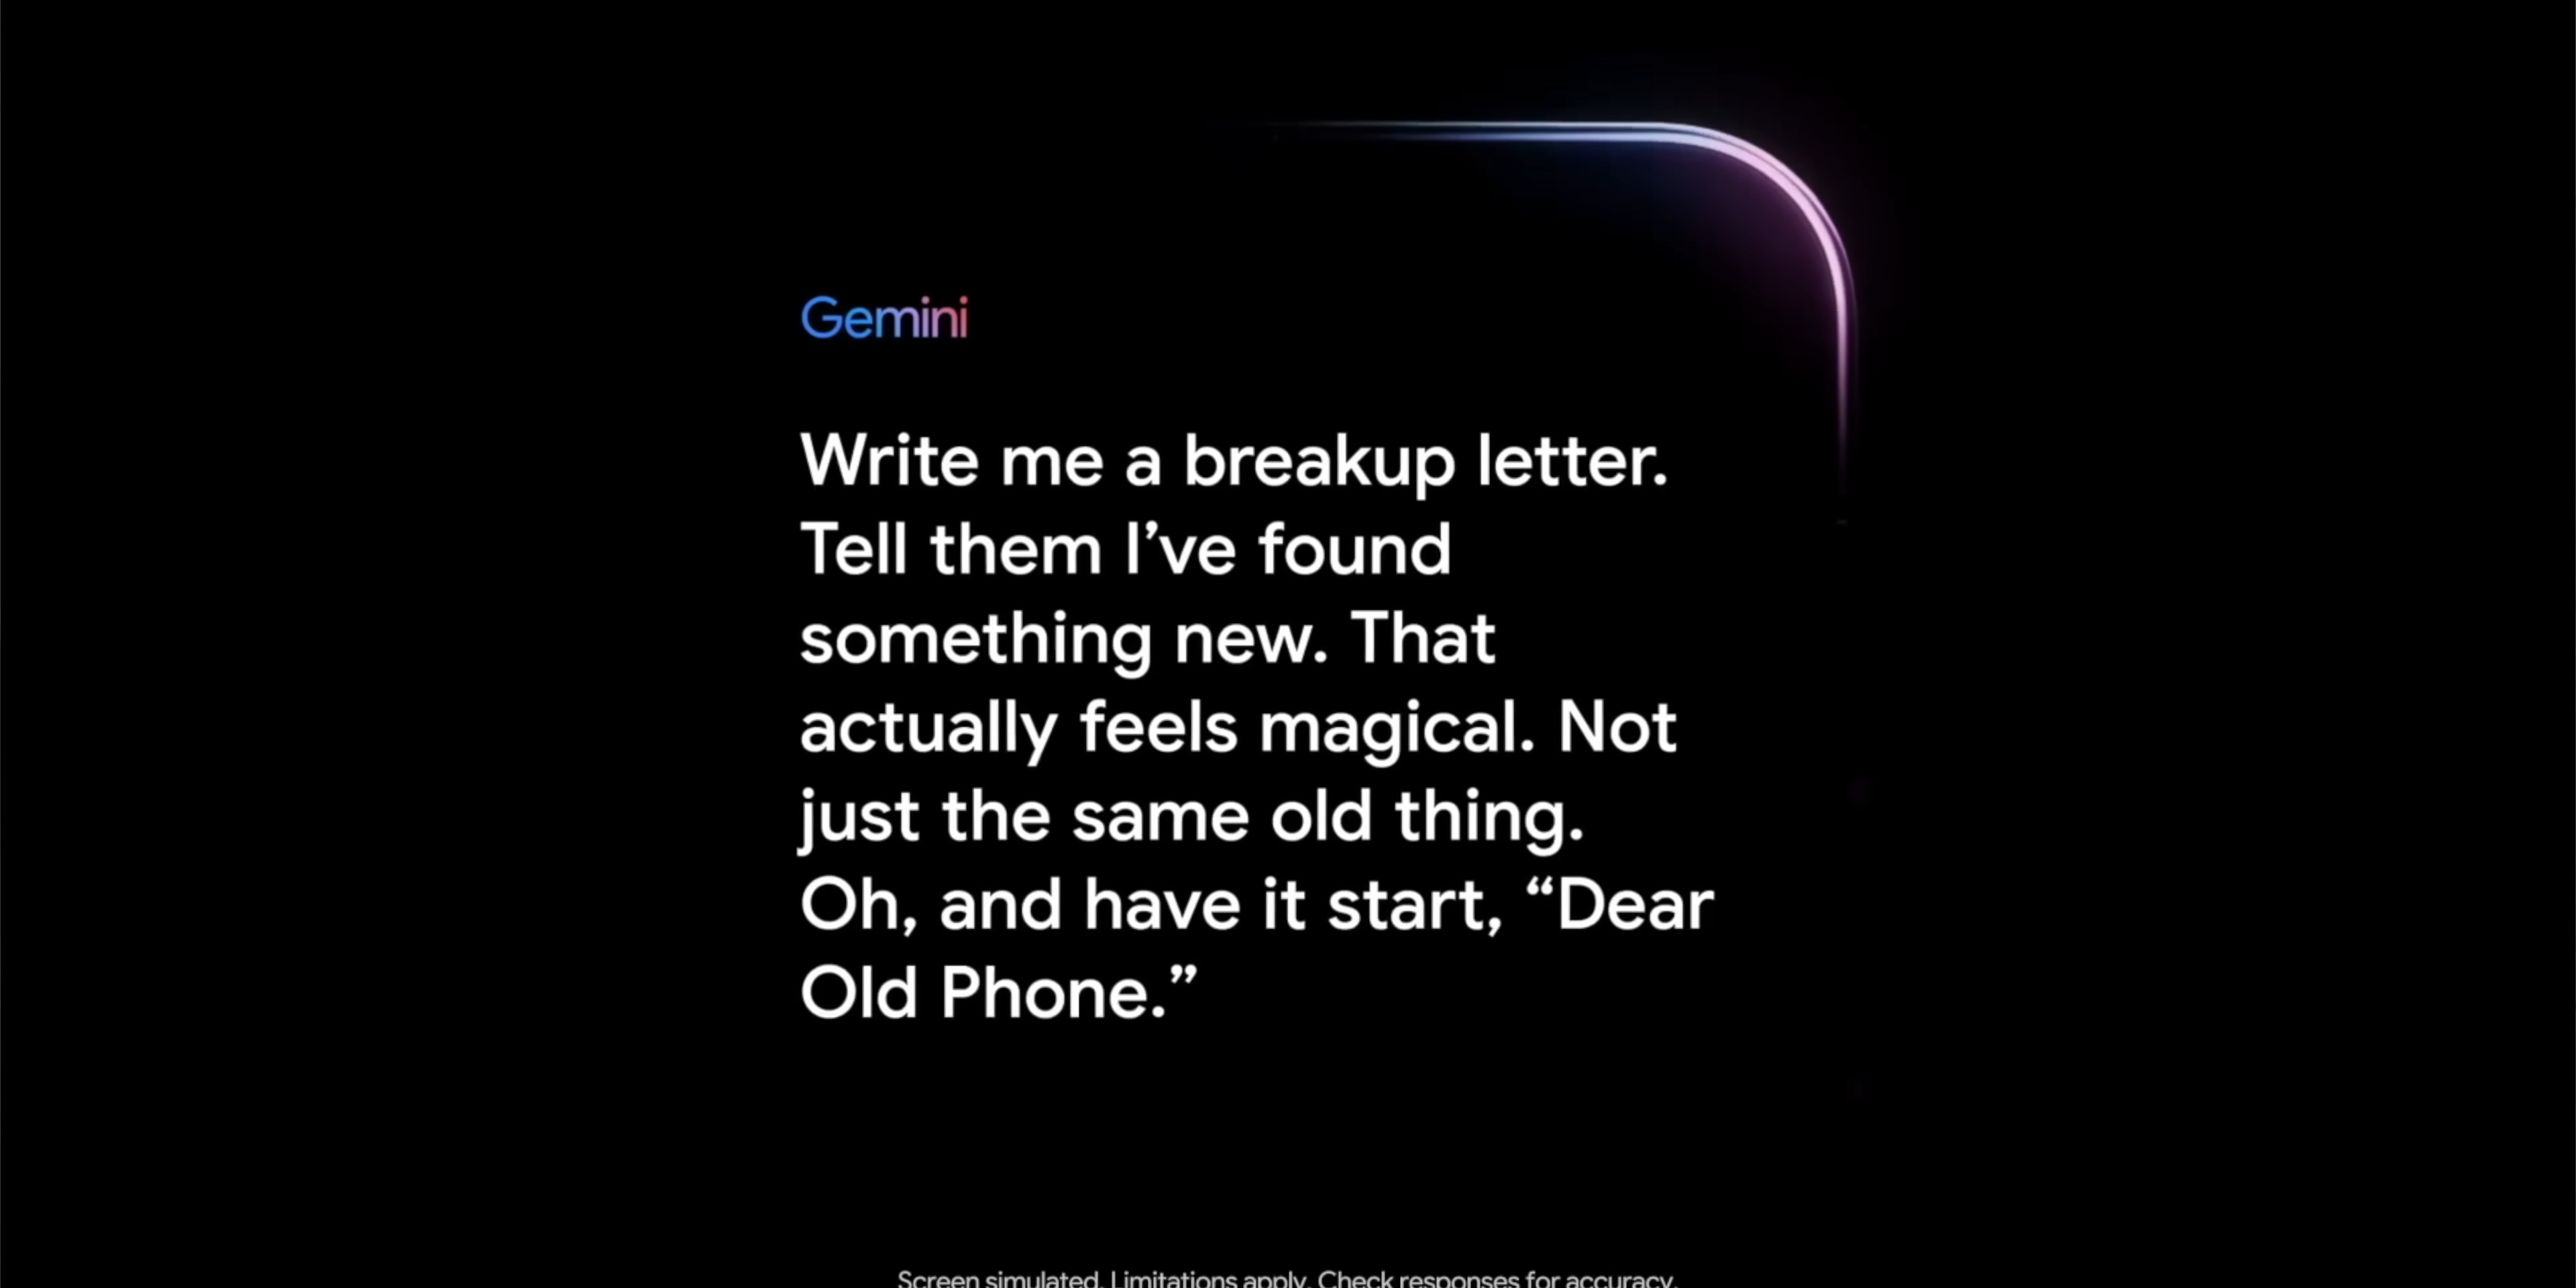 Gemini
Write me a breakup letter.
Tell them I’ve found
something new. That
actually feels magical. Not
just the same old thing.
Oh, and have it start, “Dear
Old Phone.”
Screen simulated. Limitations apply. Check responses for accuracy.